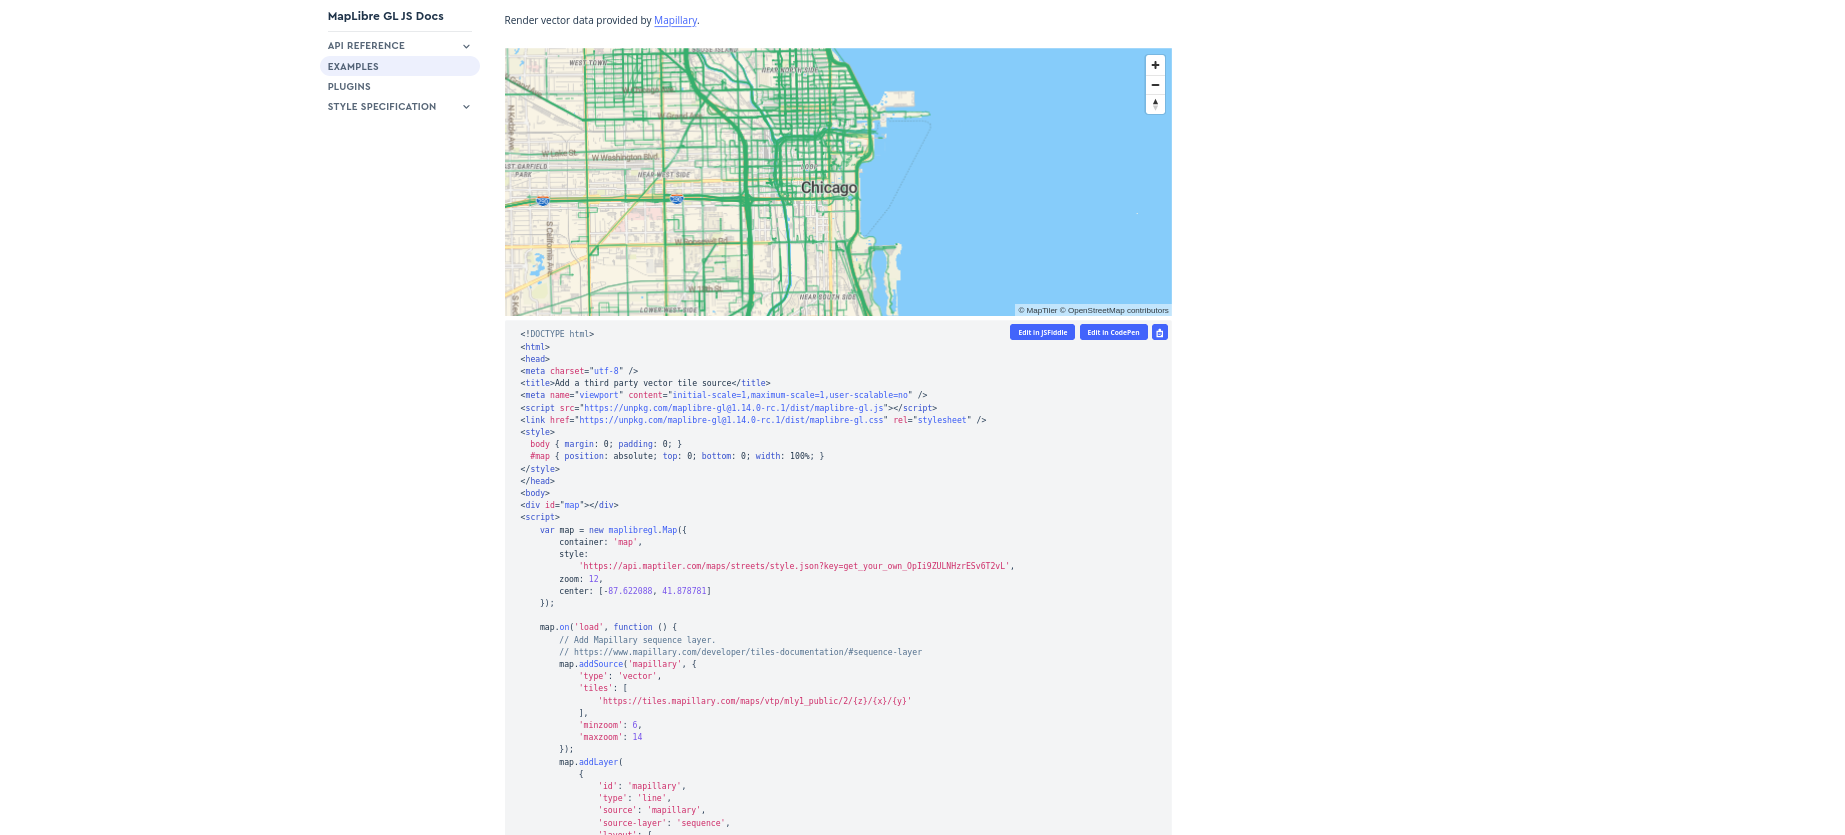 MapLibre GL JS Docs
API REFERENCE
EXAMPLES
PLUGINS
STYLE SPECIFICATION
Render vector data provided by Mapillary.
WEST TOWN
NEAR NORTH SIDE
W Grand Ave
W Lake St
W Washington Blvd
LOOP
EAST GARFIELD
PARK
NEAR WEST SIDE
Chicago
S California Ave
W Roosevelt Rd
NEAR SOUTH SIDE
LOWER WEST SIDE
© MapTiler © OpenStreetMap contributors
Edit in JSFiddle
Edit in CodePen
<!DOCTYPE html>
<html>
<head>
<meta charset="utf-8" />
<title>Add a third party vector tile source</title>
<meta name="viewport" content="initial-scale=1,maximum-scale=1,user-scalable=no" />
<script src="https://unpkg.com/maplibre-gl@1.14.0-rc.1/dist/maplibre-gl.js"></script>
<link href="https://unpkg.com/maplibre-gl@1.14.0-rc.1/dist/maplibre-gl.css" rel="stylesheet" />
<style>
body { margin: 0; padding: 0; }
#map { position: absolute; top: 0; bottom: 0; width: 100%; }
</style>
</head>
<body>
<div id="map"></div>
<script>
var map = new maplibregl.Map({
container: 'map',
style:
'https://api.maptiler.com/maps/streets/style.json?key=get_your_own_OpIi9ZULNHzrESv6T2vL',
zoom: 12,
center: [-87.622088, 41.878781]
});
map.on('load', function () {
// Add Mapillary sequence layer.
// https://www.mapillary.com/developer/tiles-documentation/#sequence-layer
map.addSource('mapillary', {
'type': 'vector',
'tiles': [
'https://tiles.mapillary.com/maps/vtp/mly1_public/2/{z}/{x}/{y}'
],
'minzoom': 6,
'maxzoom': 14
});
map.addLayer(
{
'id': 'mapillary',
'type': 'line',
'source': 'mapillary',
'source-layer': 'sequence',
'layout': {